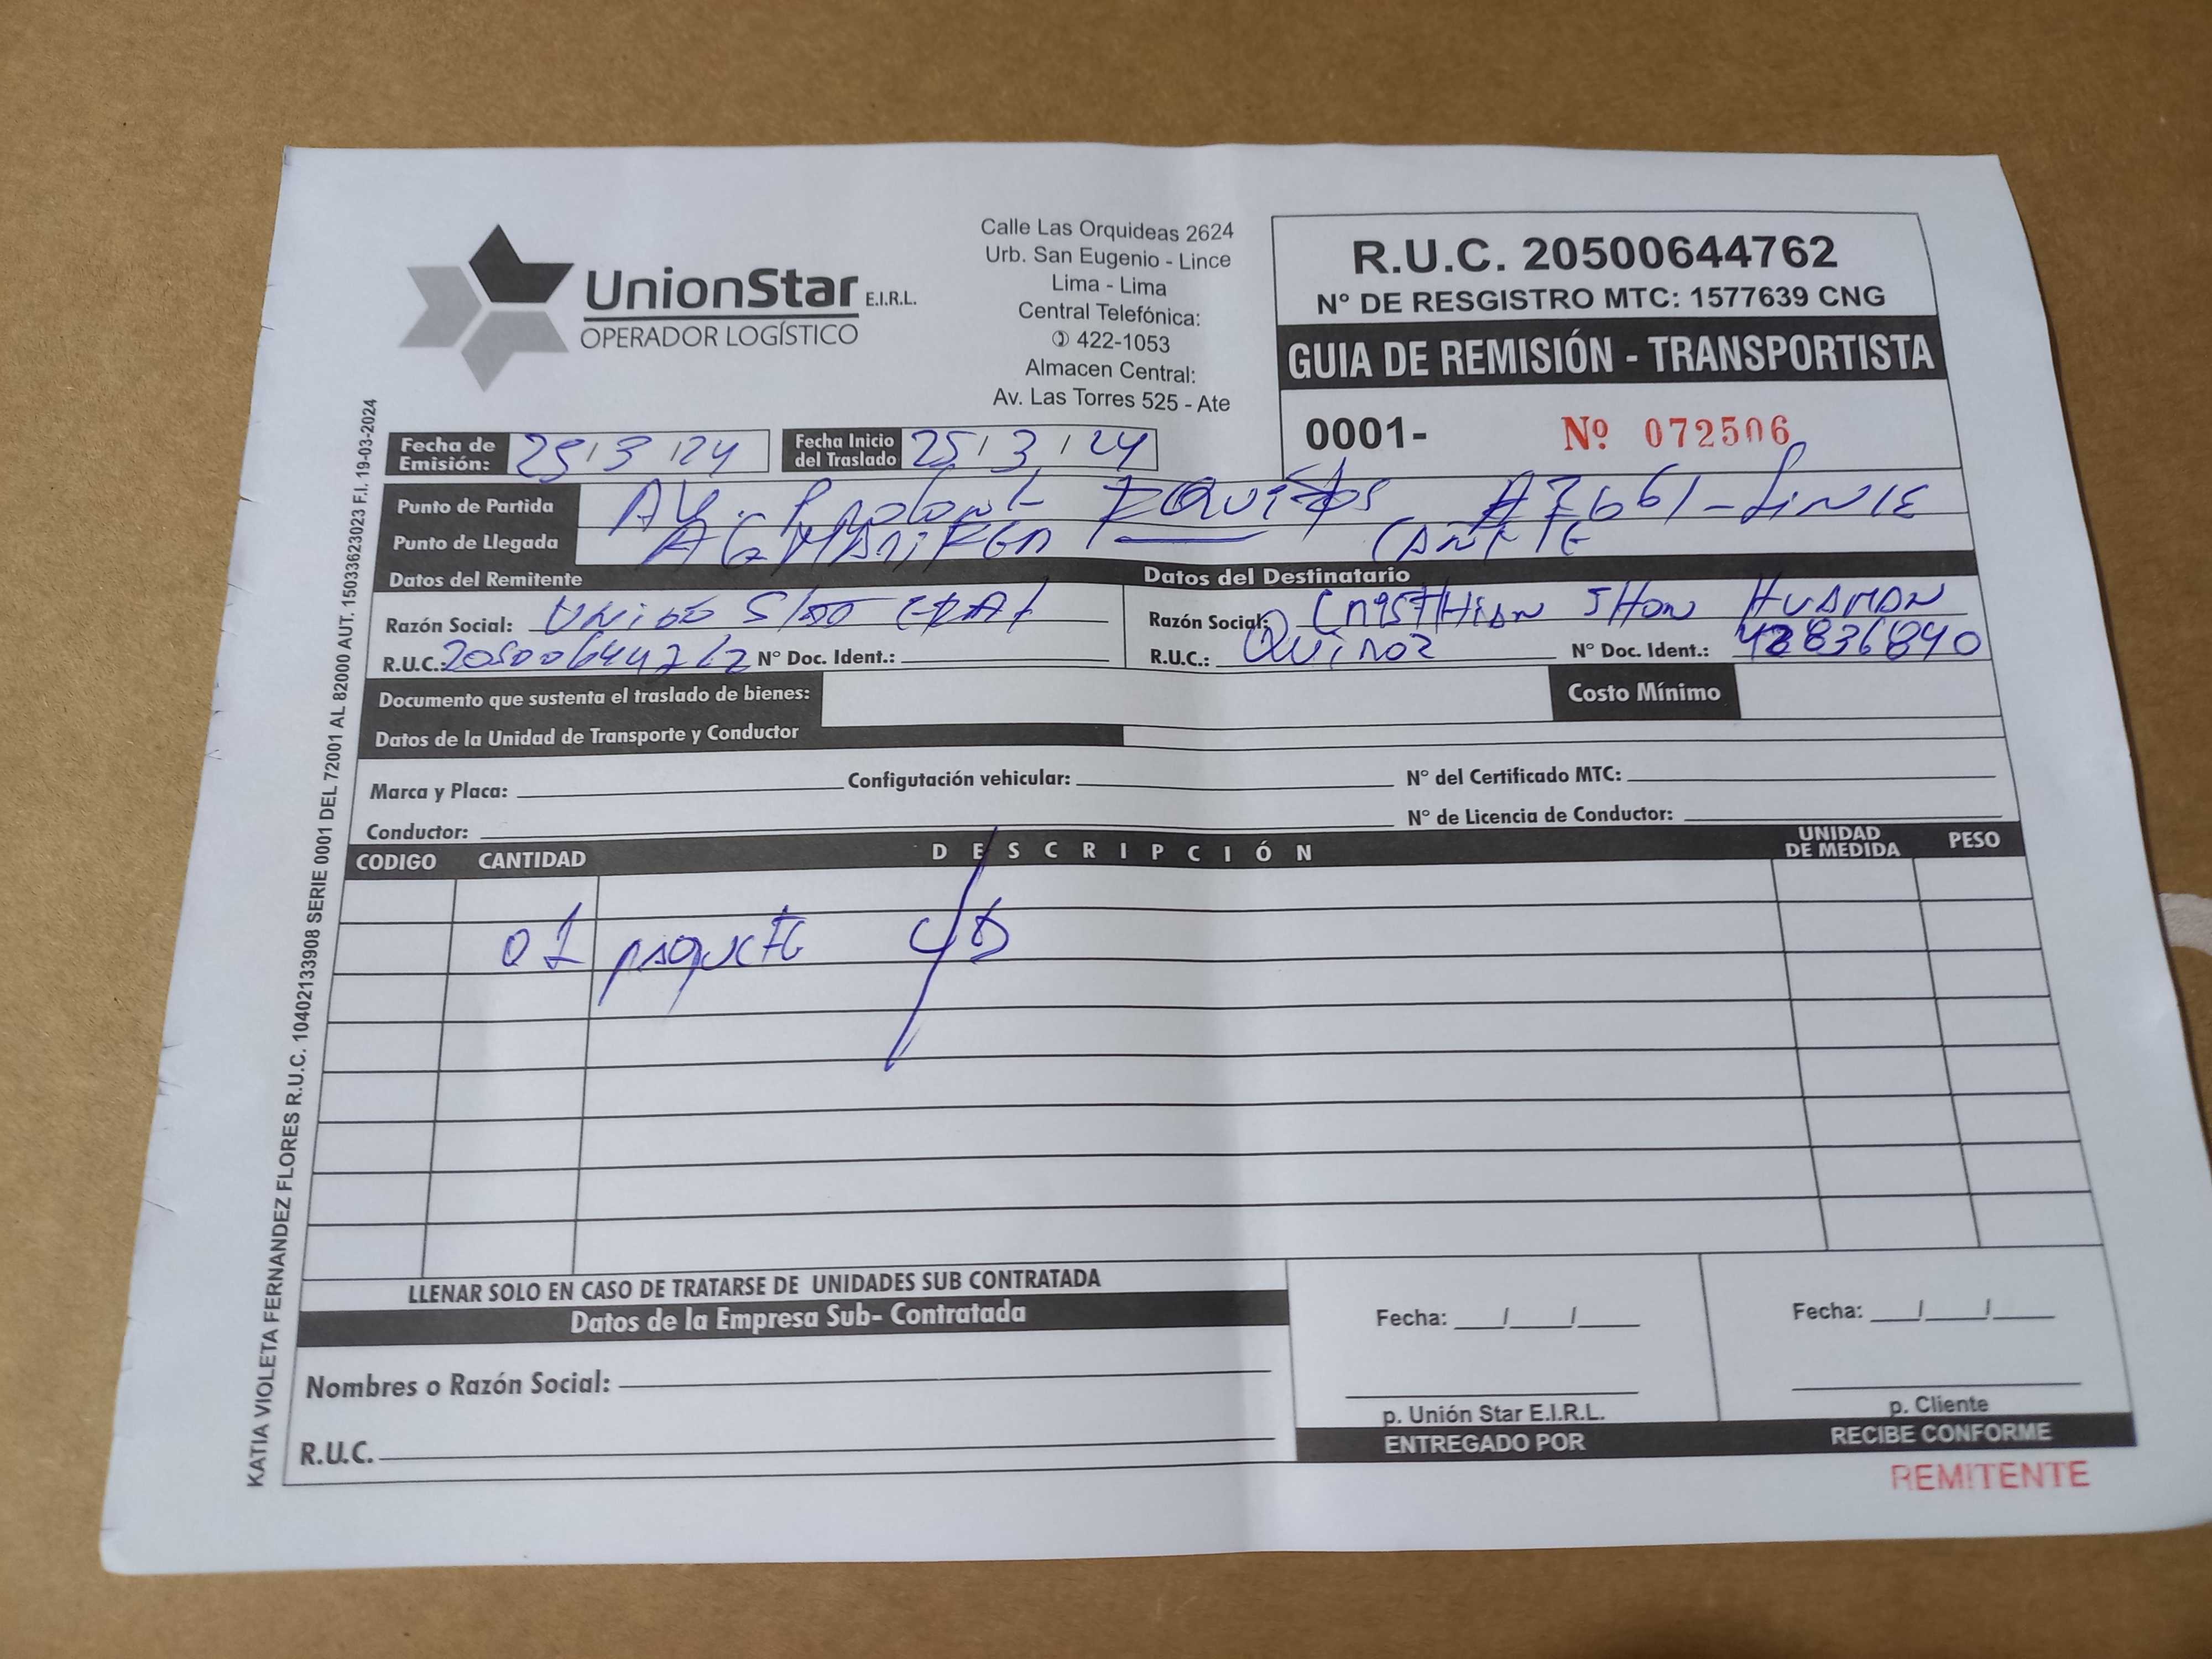 UnionStar E.I.R.L.
OPERADOR LOGÍSTICO
Calle Las Orquideas 2624
Urb. San Eugenio - Lince
Lima - Lima
Central Telefónica:
422-1053
Almacen Central:
Av. Las Torres 525 - Ate
R.U.C. 20500644762
N° DE RESGISTRO MTC: 1577639 CNG
GUIA DE REMISIÓN - TRANSPORTISTA
0001- Nº 072506
Fecha de Emisión: 25/3/24
Fecha Inicio del Traslado 25/3/24
Punto de Partida AV.
Punto de Llegada
Datos del Remitente
Razón Social:
R.U.C.: N° Doc. Ident.:
Datos del Destinatario
Razón Social: JHON HUAMAN
R.U.C.: QUIROZ N° Doc. Ident.: 42836840
Documento que sustenta el traslado de bienes:
Costo Mínimo
Datos de la Unidad de Transporte y Conductor
Marca y Placa: Configutación vehicular: N° del Certificado MTC:
Conductor: N° de Licencia de Conductor:
CODIGO CANTIDAD DESCRIPCIÓN UNIDAD DE MEDIDA PESO
01 paquete
LLENAR SOLO EN CASO DE TRATARSE DE UNIDADES SUB CONTRATADA
Datos de la Empresa Sub- Contratada
Nombres o Razón Social:
R.U.C.
Fecha: / /
p. Unión Star E.I.R.L.
ENTREGADO POR
Fecha: / /
p. Cliente
RECIBE CONFORME
REMITENTE
KATIA VIOLETA FERNANDEZ FLORES R.U.C. 10402133908 SERIE 0001 DEL 72001 AL 82000 AUT. 15033623023 F.I. 19-03-2024